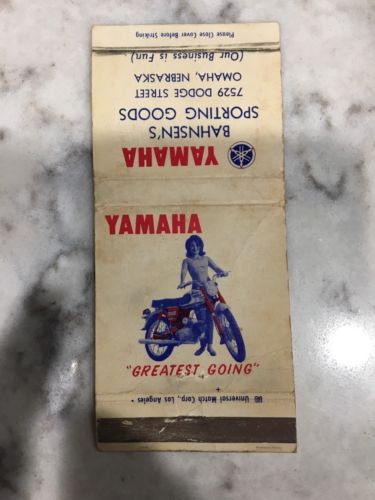 Please Close Cover Before Striking
YAMAHA
BAHNSEN'S
SPORTING GOODS
7529 DODGE STREET
OMAHA, NEBRASKA
(Our Business is Fun)
YAMAHA
"GREATEST GOING"
Universal Match Corp., Los Angeles